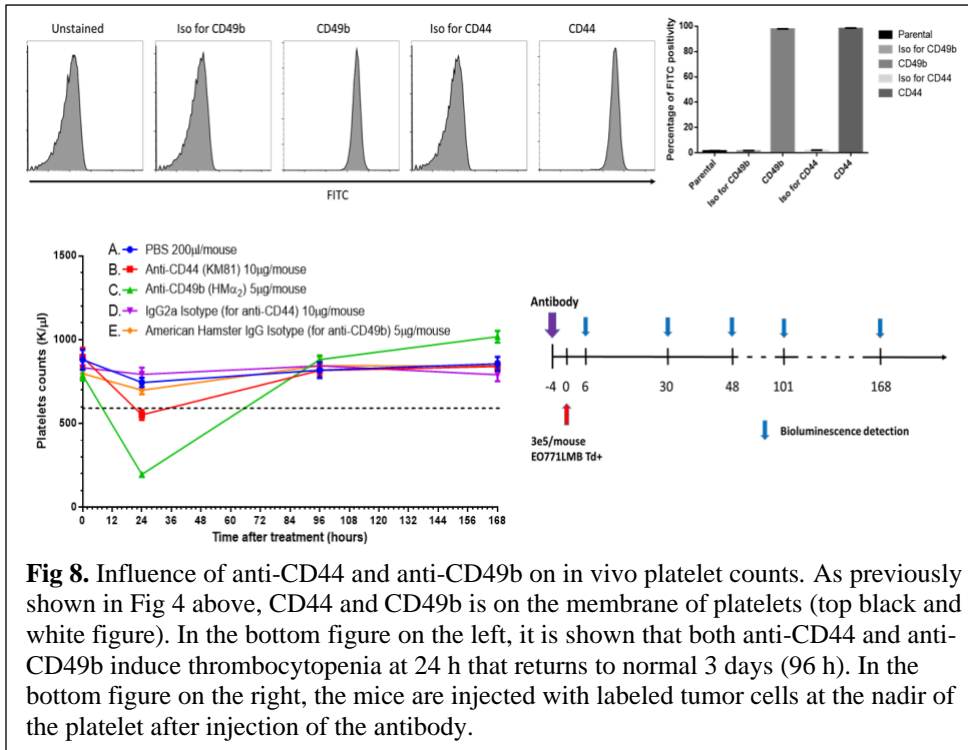 Unstained
Iso for CD49b
CD49b
Iso for CD44
CD44
FITC
Percentage of FITC positivity
100
80
60
40
20
0
Parental
Iso for CD49b
CD49b
Iso for CD44
CD44
Parental
Iso for CD49b
CD49b
Iso for CD44
CD44
Platelets counts (K/µl)
1500
1000
500
0
A. PBS 200µl/mouse
B. Anti-CD44 (KM81) 10µg/mouse
C. Anti-CD49b (HMα₂) 5µg/mouse
D. IgG2a Isotype (for anti-CD44) 10µg/mouse
E. American Hamster IgG Isotype (for anti-CD49b) 5µg/mouse
0 12 24 36 48 60 72 84 96 108 120 132 144 156 168
Time after treatment (hours)
Antibody
-4 0 6 30 48 101 168
3e5/mouse
EO771LMB Td+
Bioluminescence detection
Fig 8. Influence of anti-CD44 and anti-CD49b on in vivo platelet counts. As previously
shown in Fig 4 above, CD44 and CD49b is on the membrane of platelets (top black and
white figure). In the bottom figure on the left, it is shown that both anti-CD44 and anti-
CD49b induce thrombocytopenia at 24 h that returns to normal 3 days (96 h). In the
bottom figure on the right, the mice are injected with labeled tumor cells at the nadir of
the platelet after injection of the antibody.